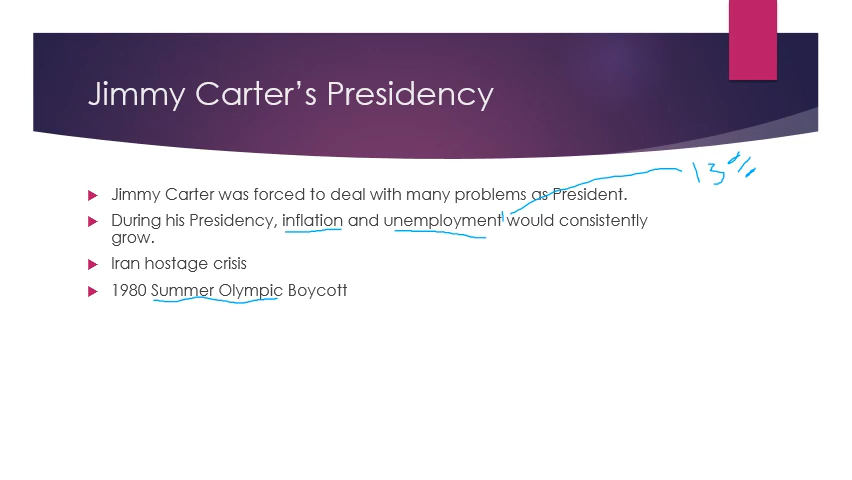 Jimmy Carter's Presidency
13%
Jimmy Carter was forced to deal with many problems as President.
During his Presidency, inflation and unemployment would consistently
grow.
Iran hostage crisis
1980 Summer Olympic Boycott